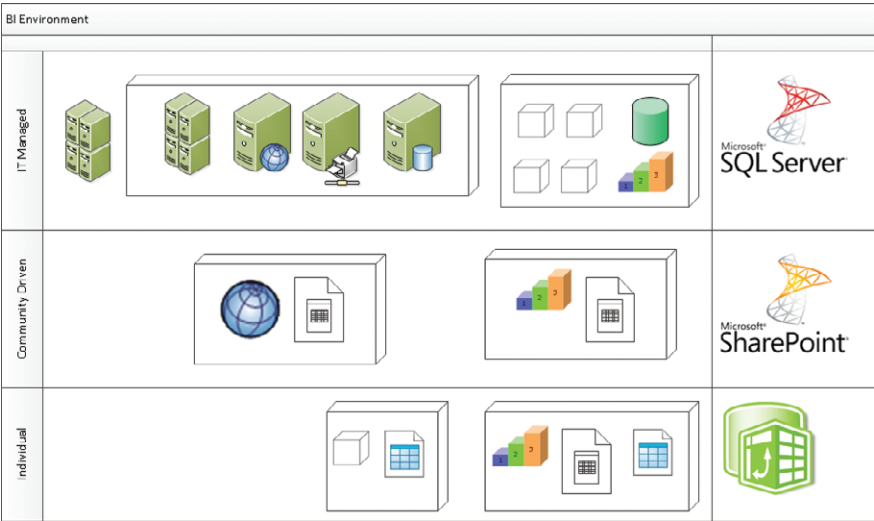 BI Environment
IT Managed
1
2
3
Microsoft®
SQL Server®
Community Driven
1
2
3
Microsoft®
SharePoint®
Individual
1
2
3